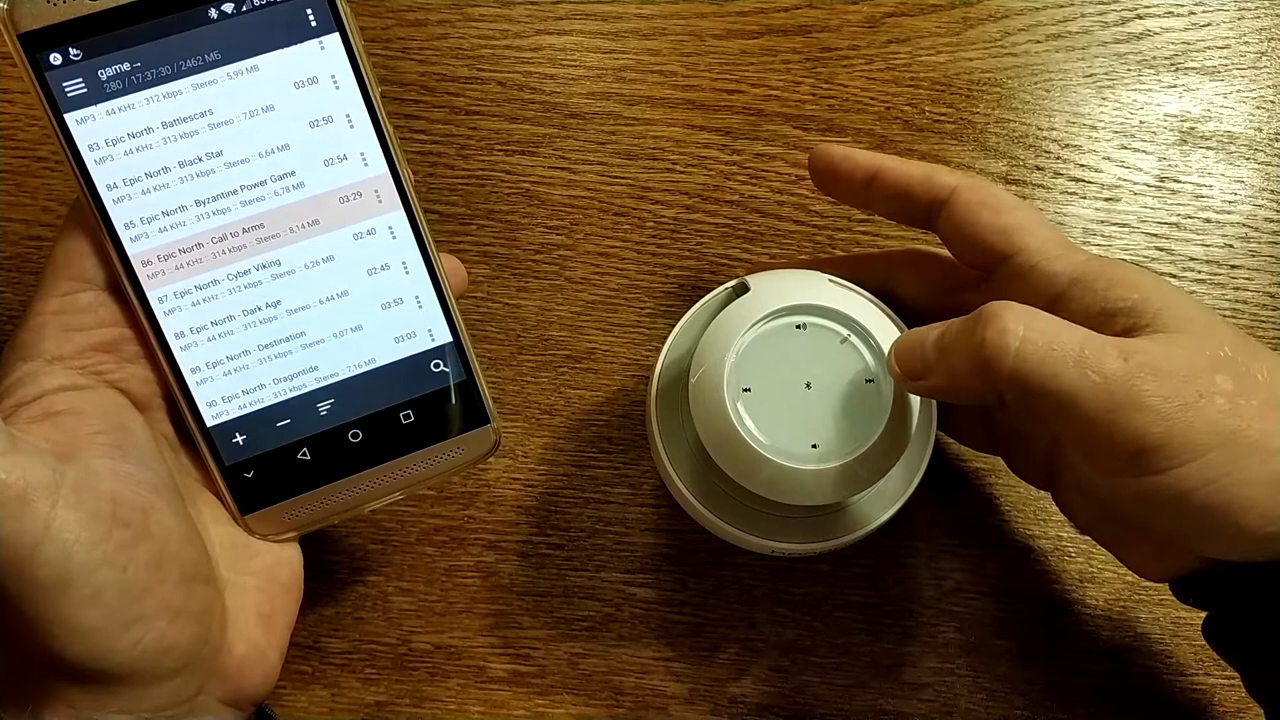 game
280 / 17:37:30 / 2462 МБ
MP3 :: 44 KHz :: 312 kbps :: Stereo :: 5,99 MB
83. Epic North - Battlescars
03:00
MP3 :: 44 KHz :: 313 kbps :: Stereo :: 7,02 MB
84. Epic North - Black Star
02:50
MP3 :: 44 KHz :: 313 kbps :: Stereo :: 6,64 MB
85. Epic North - Byzantine Power Game
02:54
MP3 :: 44 KHz :: 313 kbps :: Stereo :: 6,78 MB
86. Epic North - Call to Arms
03:29
MP3 :: 44 KHz :: 314 kbps :: Stereo :: 8,14 MB
87. Epic North - Cyber Viking
02:40
MP3 :: 44 KHz :: 312 kbps :: Stereo :: 6,26 MB
88. Epic North - Dark Age
02:45
MP3 :: 44 KHz :: 312 kbps :: Stereo :: 6,44 MB
89. Epic North - Destination
03:53
MP3 :: 44 KHz :: 315 kbps :: Stereo :: 9,07 MB
90. Epic North - Dragontide
03:03
MP3 :: 44 KHz :: 313 kbps :: Stereo :: 7,16 MB